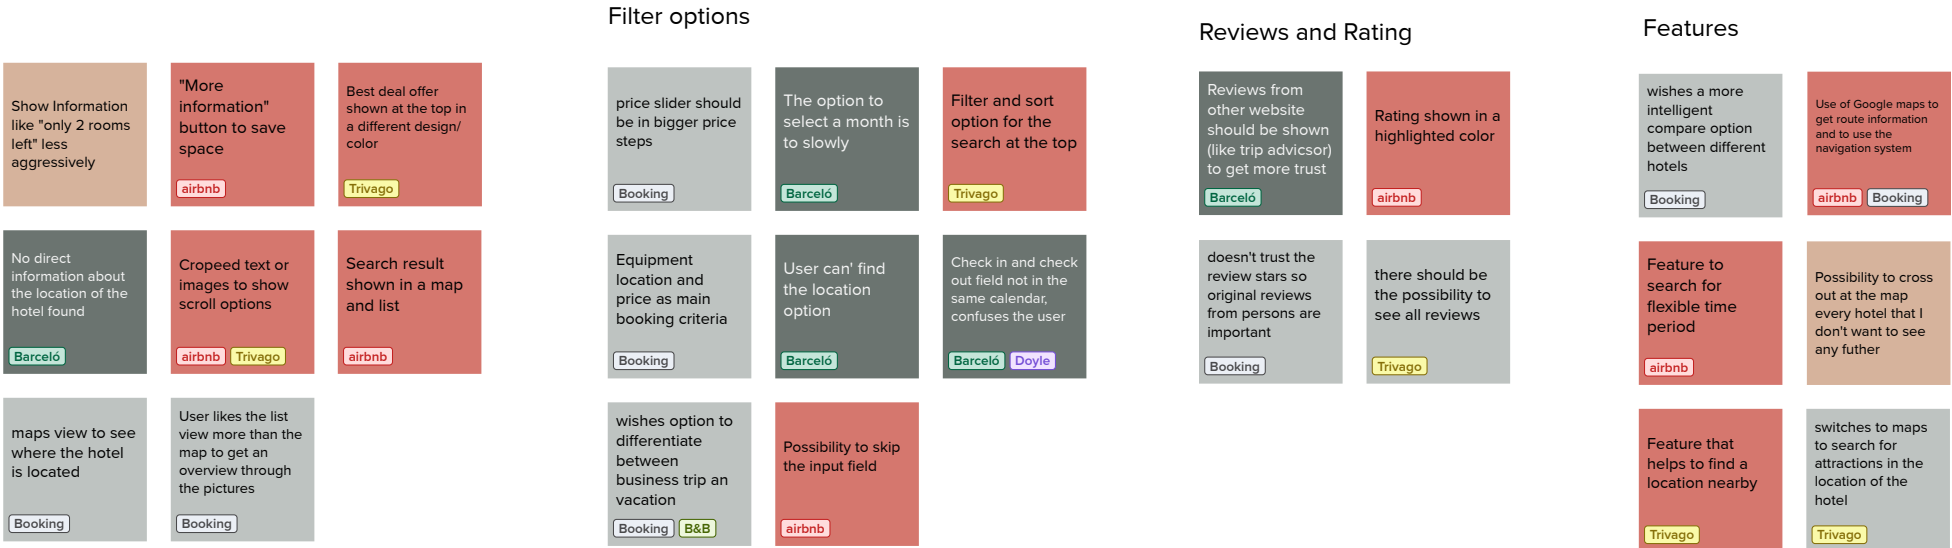 Show Information
like "only 2 rooms
left" less
aggressively
"More
information"
button to save
space
airbnb
Best deal offer
shown at the top in
a different design/
color
Trivago
No direct
information about
the location of the
hotel found
Barceló
Cropeed text or
images to show
scroll options
airbnb Trivago
Search result
shown in a map
and list
airbnb
maps view to see
where the hotel
is located
Booking
User likes the list
view more than the
map to get an
overview through
the pictures
Booking
Filter options
price slider should
be in bigger price
steps
Booking
The option to
select a month is
to slowly
Barceló
Filter and sort
option for the
search at the top
Trivago
Equipment
location and
price as main
booking criteria
Booking
User can' find
the location
option
Barceló
Check in and check
out field not in the
same calendar,
confuses the user
Barceló Doyle
wishes option to
differentiate
between
business trip an
vacation
Booking B&B
Possibility to skip
the input field
airbnb
Reviews and Rating
Reviews from
other website
should be shown
(like trip advicsor)
to get more trust
Barceló
Rating shown in a
highlighted color
airbnb
doesn't trust the
review stars so
original reviews
from persons are
important
Booking
there should be
the possibility to
see all reviews
Trivago
Features
wishes a more
intelligent
compare option
between different
hotels
Booking
Use of Google maps to
get route information
and to use the
navigation system
airbnb Booking
Feature to
search for
flexible time
period
airbnb
Possibility to cross
out at the map
every hotel that I
don't want to see
any futher
Feature that
helps to find a
location nearby
Trivago
switches to maps
to search for
attractions in the
location of the
hotel
Trivago